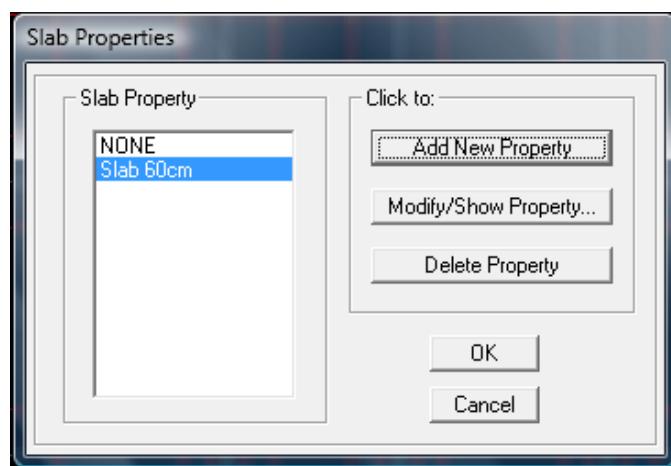 Slab Properties
Slab Property
NONE
Slab 60cm
Click to:
Add New Property
Modify/Show Property...
Delete Property
OK
Cancel